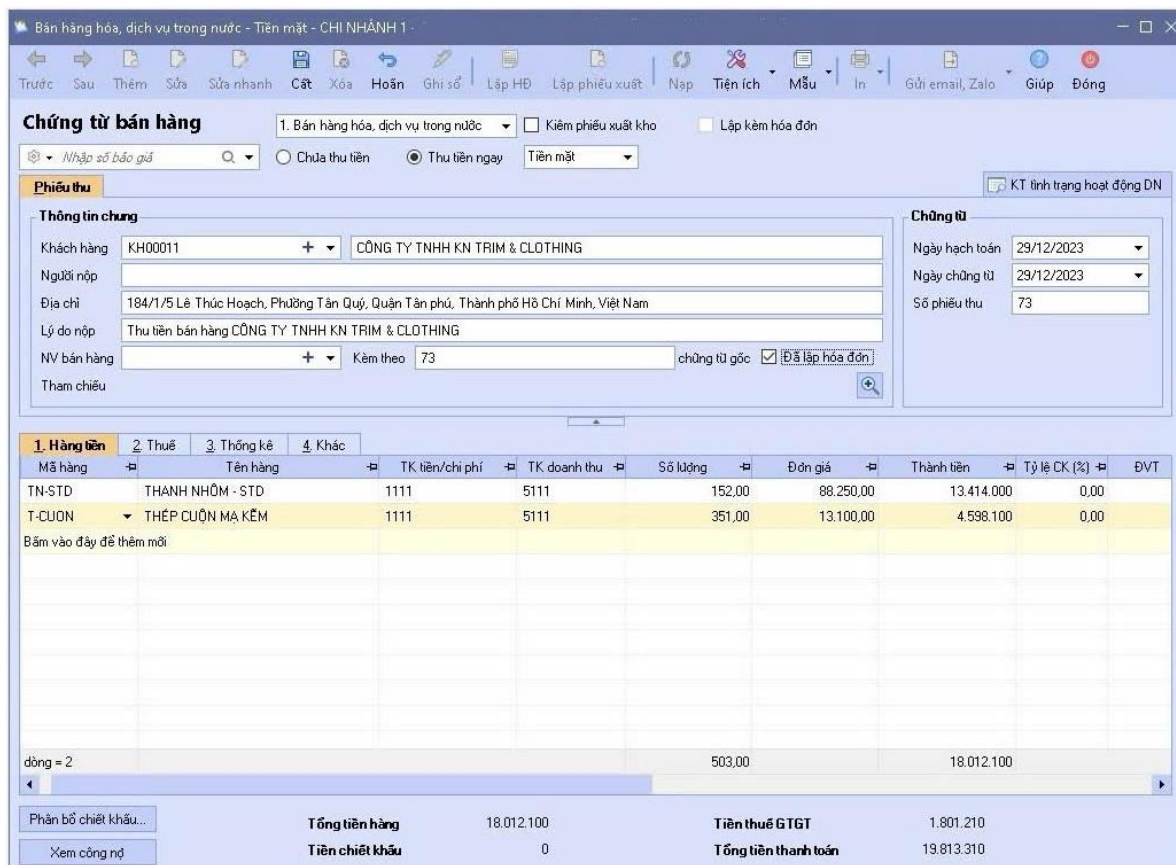 Bán hàng hóa, dịch vụ trong nước - Tiền mặt - CHI NHÁNH 1 -
Trước Sau Thêm Sửa Sửa nhanh Cất Xóa Hoãn Ghi sổ Lập HĐ Lập phiếu xuất Nạp Tiện ích Mẫu In Gửi email, Zalo Giúp Đóng
Chứng từ bán hàng 1. Bán hàng hóa, dịch vụ trong nước Kiêm phiếu xuất kho Lập kèm hóa đơn
Nhập số báo giá Chưa thu tiền Thu tiền ngay Tiền mặt
Phiếu thu KT tình trạng hoạt động DN
Thông tin chung Chứng từ
Khách hàng KH00011 CÔNG TY TNHH KN TRIM & CLOTHING Ngày hạch toán 29/12/2023
Người nộp Ngày chứng từ 29/12/2023
Địa chỉ 184/1/5 Lê Thúc Hoạch, Phường Tân Quý, Quận Tân phú, Thành phố Hồ Chí Minh, Việt Nam Số phiếu thu 73
Lý do nộp Thu tiền bán hàng CÔNG TY TNHH KN TRIM & CLOTHING
NV bán hàng Kèm theo 73 chứng từ gốc Đã lập hóa đơn
Tham chiếu
1. Hàng tiền 2. Thuế 3. Thống kê 4. Khác
Mã hàng Tên hàng TK tiền/chi phí TK doanh thu Số lượng Đơn giá Thành tiền Tỷ lệ CK (%) ĐVT
TN-STD THANH NHÔM - STD 1111 5111 152,00 88.250,00 13.414.000 0,00
T-CUON THÉP CUỘN MẠ KẼM 1111 5111 351,00 13.100,00 4.598.100 0,00
Bấm vào đây để thêm mới
dòng = 2 503,00 18.012.100
Phân bổ chiết khấu... Tổng tiền hàng 18.012.100 Tiền thuế GTGT 1.801.210
Xem công nợ Tiền chiết khấu 0 Tổng tiền thanh toán 19.813.310